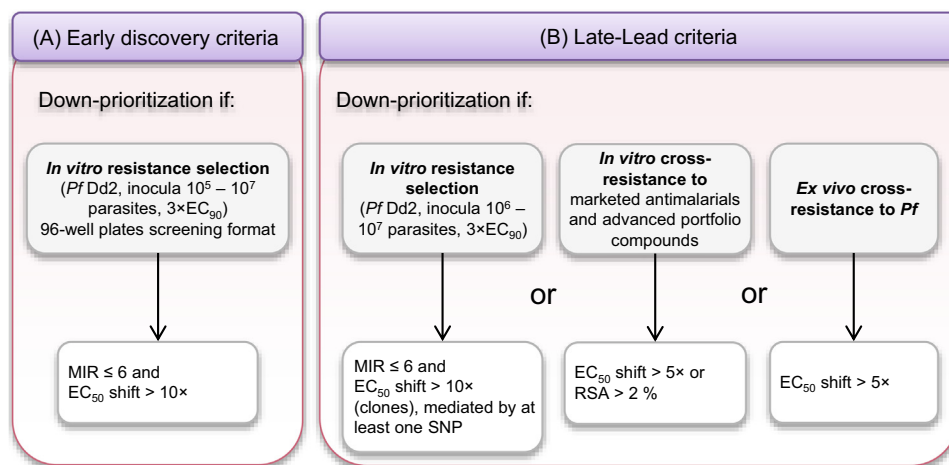 (A) Early discovery criteria
Down-prioritization if:
In vitro resistance selection
(Pf Dd2, inocula 10⁵ – 10⁷
parasites, 3×EC₉₀)
96-well plates screening format
MIR ≤ 6 and
EC₅₀ shift > 10×
(B) Late-Lead criteria
Down-prioritization if:
In vitro resistance
selection
(Pf Dd2, inocula 10⁶ –
10⁷ parasites, 3×EC₉₀)
MIR ≤ 6 and
EC₅₀ shift > 10×
(clones), mediated by at
least one SNP
or
In vitro cross-
resistance to
marketed antimalarials
and advanced portfolio
compounds
EC₅₀ shift > 5× or
RSA > 2 %
or
Ex vivo cross-
resistance to Pf
EC₅₀ shift > 5×